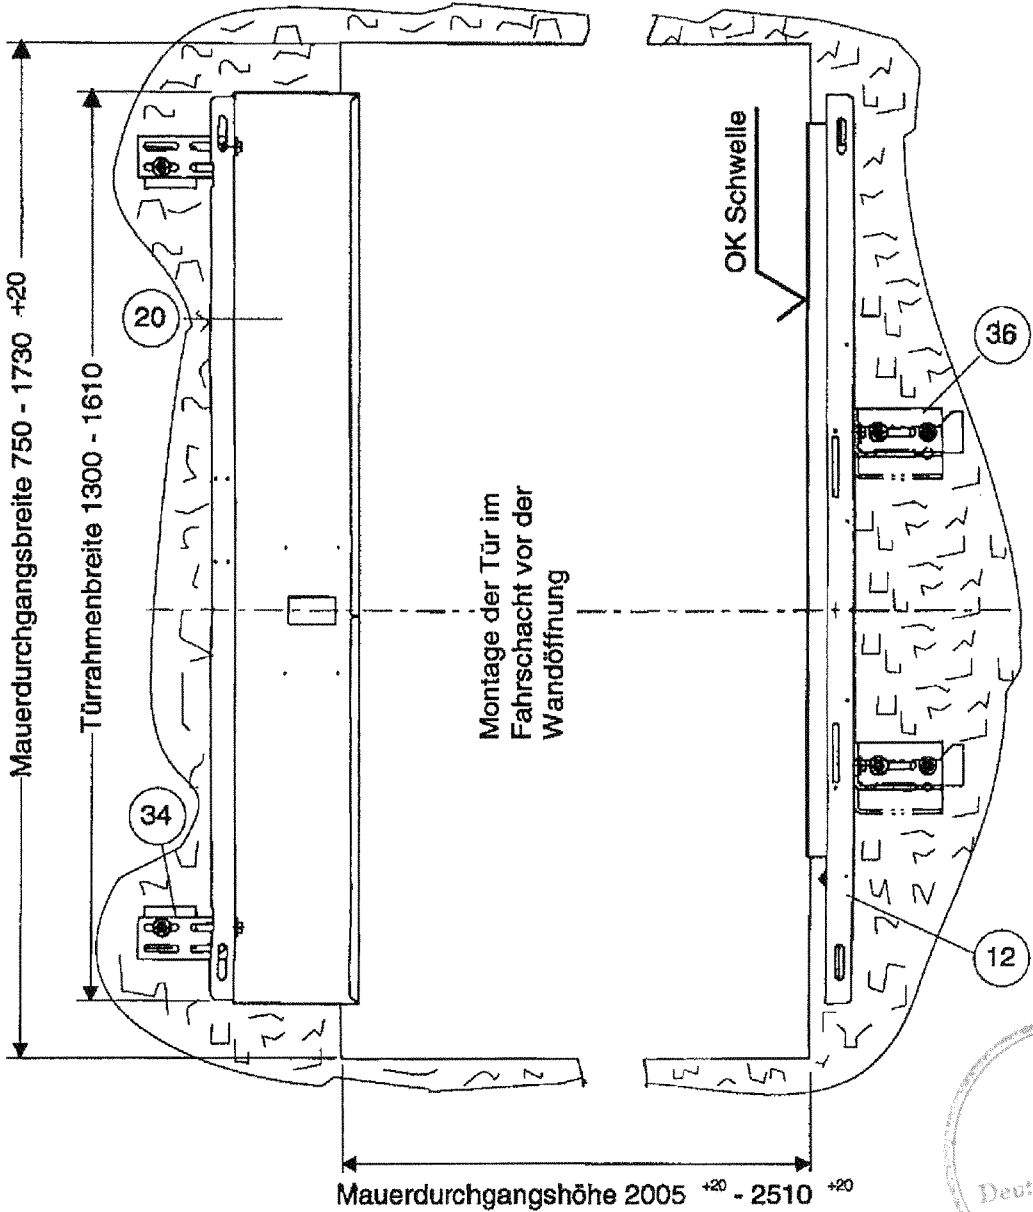 Mauerdurchgangsbreite 750 - 1730 +20
Türrahmenbreite 1300 - 1610
20
34
OK Schwelle
36
Montage der Tür im
Fahrschacht vor der
Wandöffnung
12
Mauerdurchgangshöhe 2005 +20 - 2510 +20